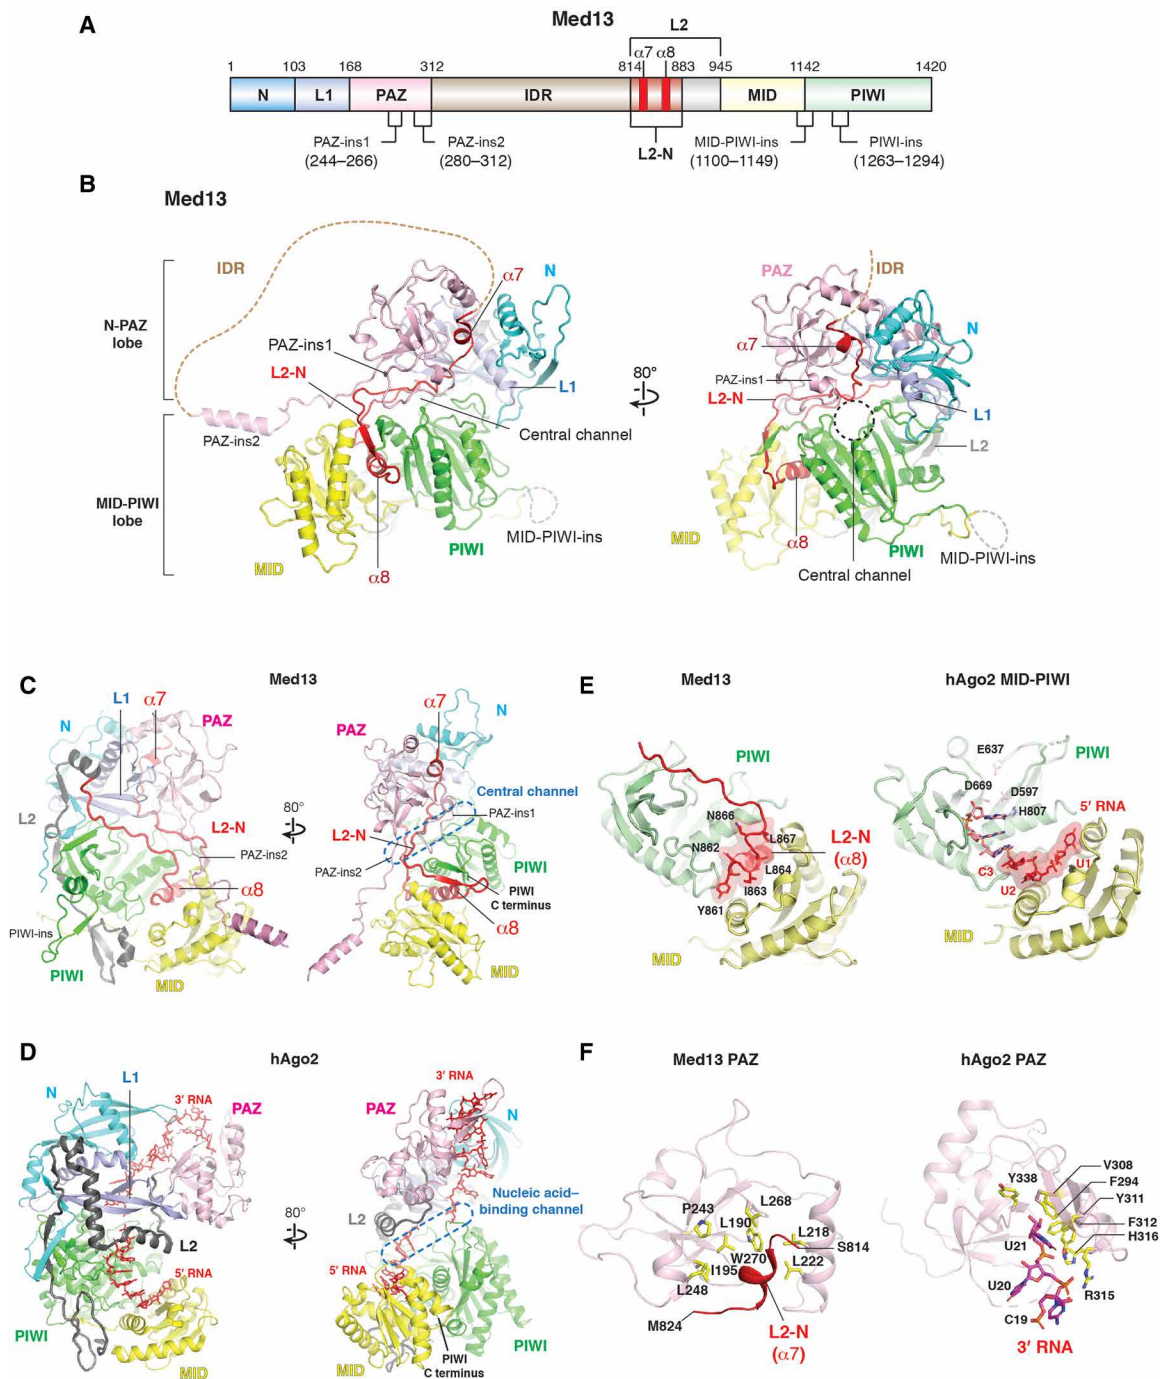 A
Med13
L2
α7 α8
1 103 168 312 814 883 945 1142 1420
N L1 PAZ IDR MID PIWI
PAZ-ins1
(244–266)
PAZ-ins2
(280–312)
L2-N
MID-PIWI-ins
(1100–1149)
PIWI-ins
(1263–1294)
B
Med13
IDR
N-PAZ
lobe
α7
N
PAZ-ins1
L2-N
L1
PAZ-ins2
Central channel
MID-PIWI
lobe
MID-PIWI-ins
PIWI
MID
α8
80°
PAZ
IDR
N
α7
PAZ-ins1
L2-N
L1
L2
MID
α8
PIWI
MID-PIWI-ins
Central channel
C
Med13
L1
α7
N
PAZ
L2
L2-N
PAZ-ins2
α8
PIWI-ins
PIWI
MID
80°
α7
N
PAZ
Central channel
PAZ-ins1
L2-N
PAZ-ins2
PIWI
PIWI
C terminus
α8
MID
D
hAgo2
L1
N
3′ RNA
PAZ
L2
5′ RNA
PIWI
MID
80°
3′ RNA
PAZ
N
Nucleic acid–
binding channel
L2
5′ RNA
PIWI
MID
PIWI
C terminus
E
Med13
PIWI
N866
L867
N862
L2-N
(α8)
L864
I863
Y861
MID
hAgo2 MID-PIWI
E637
PIWI
D669
D597
H807
5′ RNA
C3
U1
U2
MID
F
Med13 PAZ
P243
L268
L190
L218
S814
W270
I195
L222
L248
M824
L2-N
(α7)
hAgo2 PAZ
V308
Y338
F294
Y311
F312
U21
H316
U20
R315
C19
3′ RNA